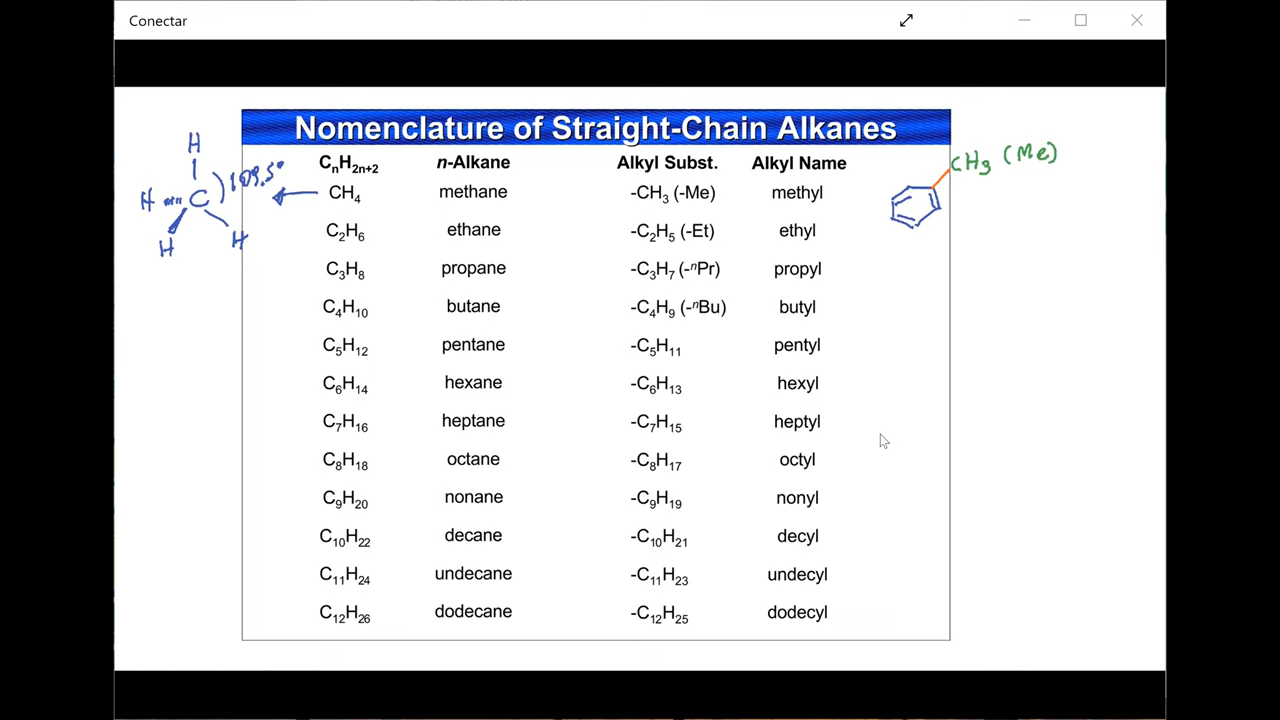 Conectar
Nomenclature of Straight-Chain Alkanes
CₙH₂ₙ₊₂ n-Alkane Alkyl Subst. Alkyl Name
CH₄ methane -CH₃ (-Me) methyl
C₂H₆ ethane -C₂H₅ (-Et) ethyl
C₃H₈ propane -C₃H₇ (-ⁿPr) propyl
C₄H₁₀ butane -C₄H₉ (-ⁿBu) butyl
C₅H₁₂ pentane -C₅H₁₁ pentyl
C₆H₁₄ hexane -C₆H₁₃ hexyl
C₇H₁₆ heptane -C₇H₁₅ heptyl
C₈H₁₈ octane -C₈H₁₇ octyl
C₉H₂₀ nonane -C₉H₁₉ nonyl
C₁₀H₂₂ decane -C₁₀H₂₁ decyl
C₁₁H₂₄ undecane -C₁₁H₂₃ undecyl
C₁₂H₂₆ dodecane -C₁₂H₂₅ dodecyl
H
109.5°
H C
H H
CH₃ (Me)